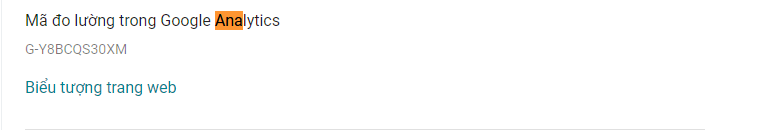 Mã đo lường trong Google Analytics
G-Y8BCQS30XM
Biểu tượng trang web